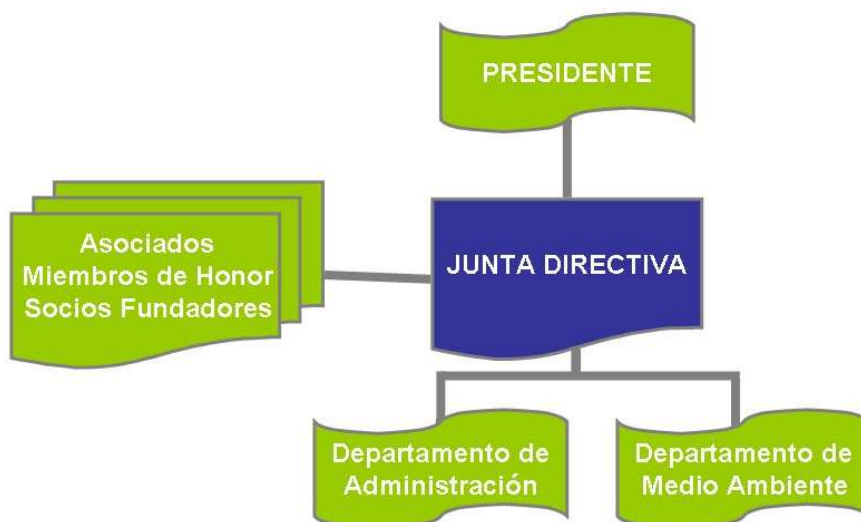 PRESIDENTE
Asociados
Miembros de Honor
Socios Fundadores
JUNTA DIRECTIVA
Departamento de
Administración
Departamento de
Medio Ambiente